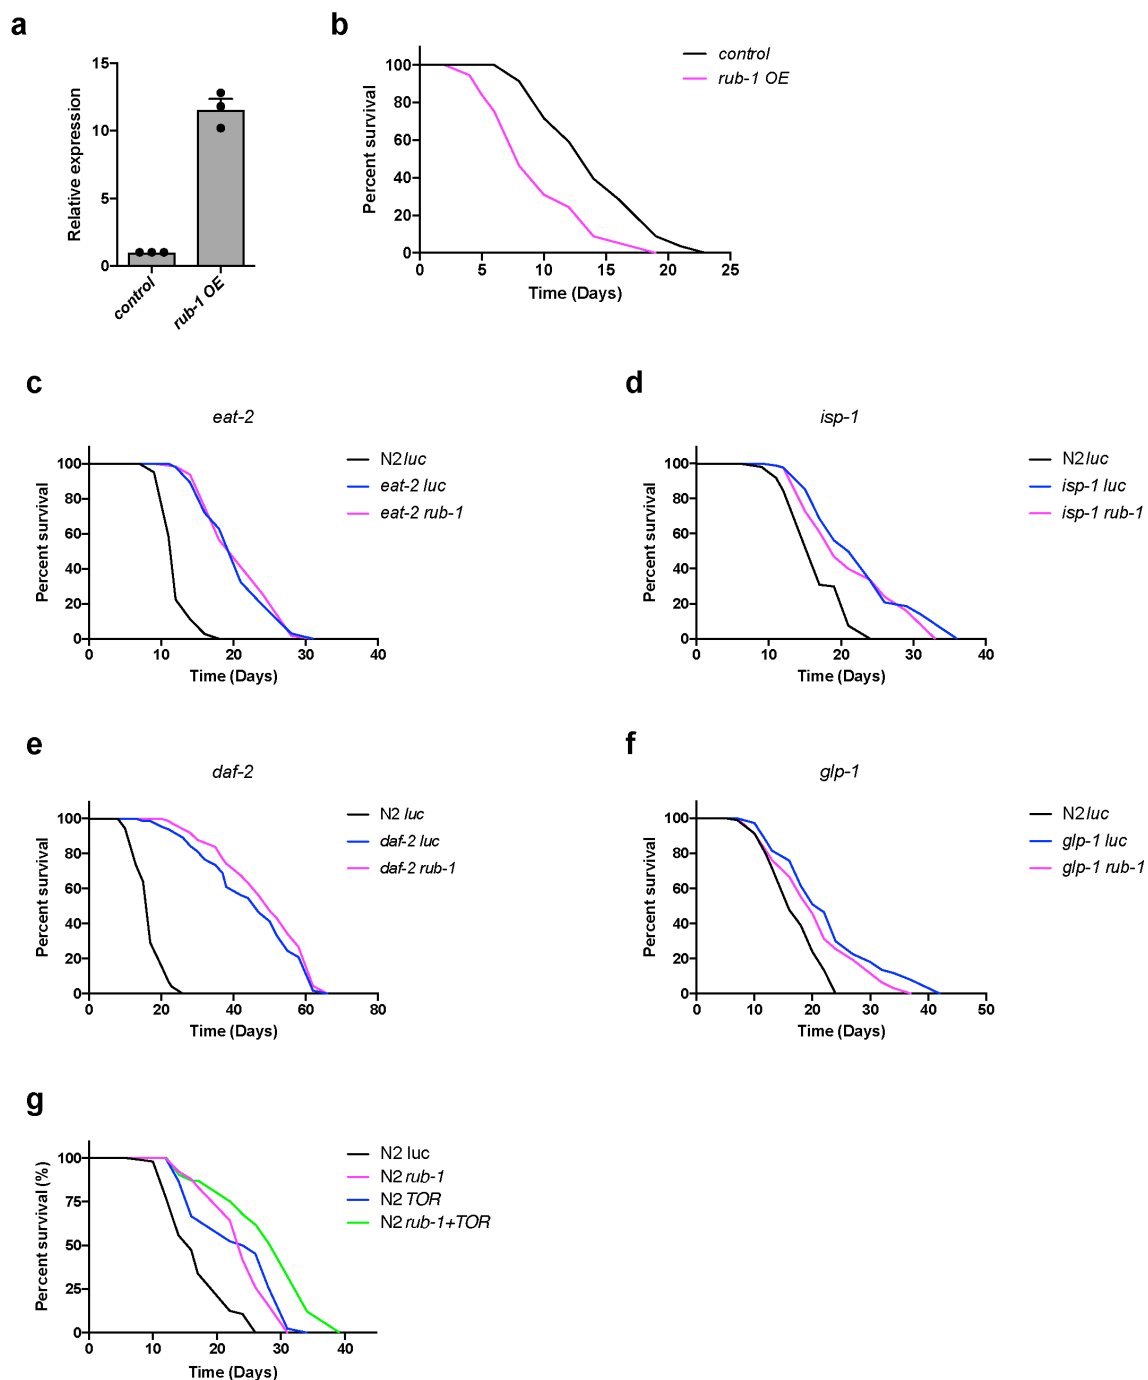 a
15
10
5
0
Relative expression
control
rub-1 OE
b
100
80
60
40
20
0
Percent survival
0 5 10 15 20 25
Time (Days)
control
rub-1 OE
c
eat-2
100
80
60
40
20
0
Percent survival
0 10 20 30 40
Time (Days)
N2 luc
eat-2 luc
eat-2 rub-1
d
isp-1
100
80
60
40
20
0
Percent survival
0 10 20 30 40
Time (Days)
N2 luc
isp-1 luc
isp-1 rub-1
e
daf-2
100
80
60
40
20
0
Percent survival
0 20 40 60 80
Time (Days)
N2 luc
daf-2 luc
daf-2 rub-1
f
glp-1
100
80
60
40
20
0
Percent survival
0 10 20 30 40 50
Time (Days)
N2 luc
glp-1 luc
glp-1 rub-1
g
100
75
50
25
0
Percent survival (%)
0 10 20 30 40
Time (Days)
N2 luc
N2 rub-1
N2 TOR
N2 rub-1+TOR